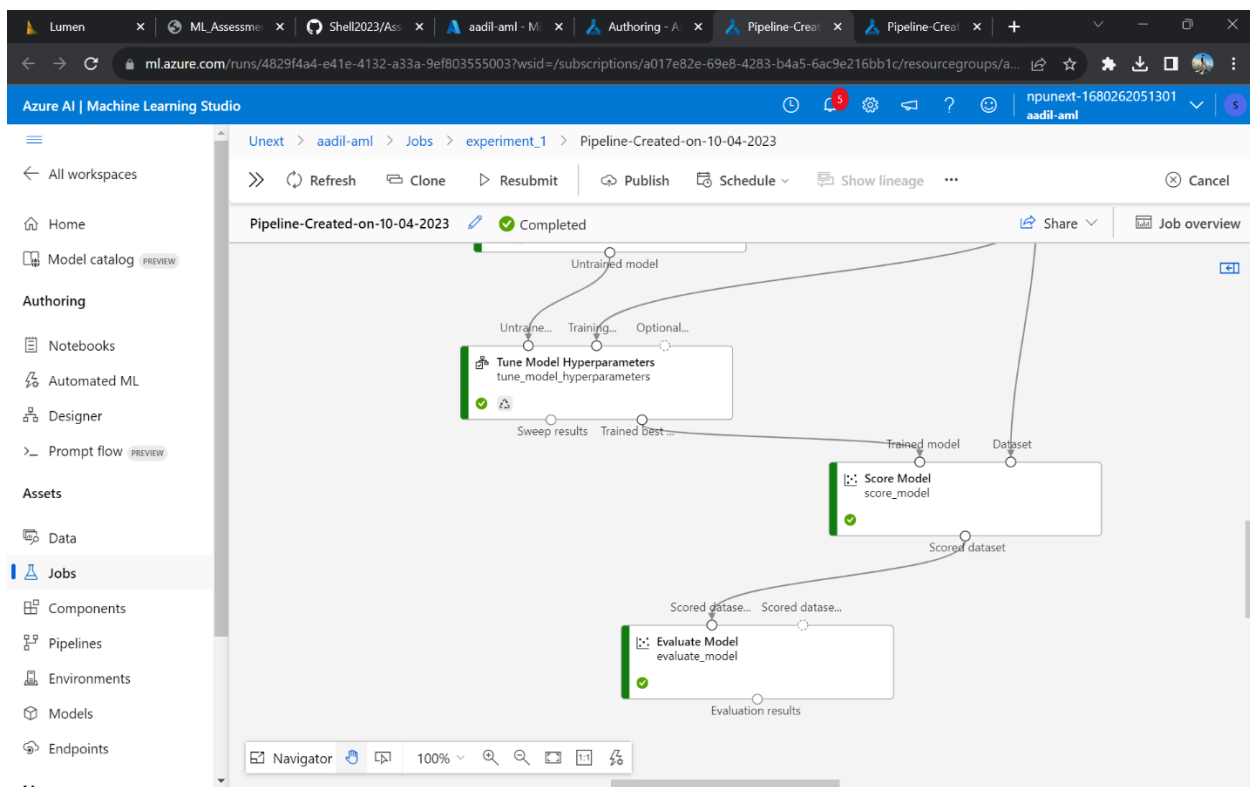 Lumen
ML_Assessme
Shell2023/Ass
aadil-aml - Mi
Authoring - A
Pipeline-Creat
Pipeline-Creat
ml.azure.com/runs/4829f4a4-e41e-4132-a33a-9ef803555003?wsid=/subscriptions/a017e82e-69e8-4283-b4a5-6ac9e216bb1c/resourcegroups/a...
Azure AI | Machine Learning Studio
5
npunext-1680262051301
aadil-aml
S
Unext > aadil-aml > Jobs > experiment_1 > Pipeline-Created-on-10-04-2023
All workspaces
Home
Model catalog PREVIEW
Authoring
Notebooks
Automated ML
Designer
Prompt flow PREVIEW
Assets
Data
Jobs
Components
Pipelines
Environments
Models
Endpoints
Refresh Clone Resubmit Publish Schedule Show lineage ... Cancel
Pipeline-Created-on-10-04-2023 Completed Share Job overview
Untrained model
Untraine... Training... Optional...
Tune Model Hyperparameters
tune_model_hyperparameters
Sweep results Trained best ...
Trained model Dataset
Score Model
score_model
Scored dataset
Scored datase... Scored datase...
Evaluate Model
evaluate_model
Evaluation results
Navigator 100% 1:1